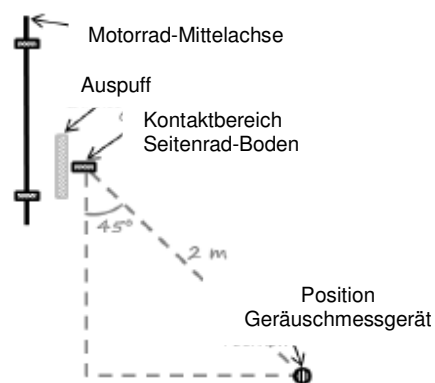 Motorrad-Mittelachse
Auspuff
Kontaktbereich
Seitenrad-Boden
45°
2 m
Position
Geräuschmessgerät